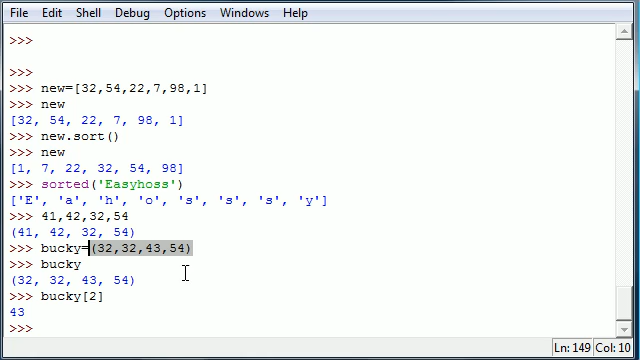 File Edit Shell Debug Options Windows Help
>>>
>>>
>>> new=[32,54,22,7,98,1]
>>> new
[32, 54, 22, 7, 98, 1]
>>> new.sort()
>>> new
[1, 7, 22, 32, 54, 98]
>>> sorted('Easyhoss')
['E', 'a', 'h', 'o', 's', 's', 's', 'y']
>>> 41,42,32,54
(41, 42, 32, 54)
>>> bucky=(32,32,43,54)
>>> bucky
(32, 32, 43, 54)
>>> bucky[2]
43
>>>
Ln: 149 Col: 10